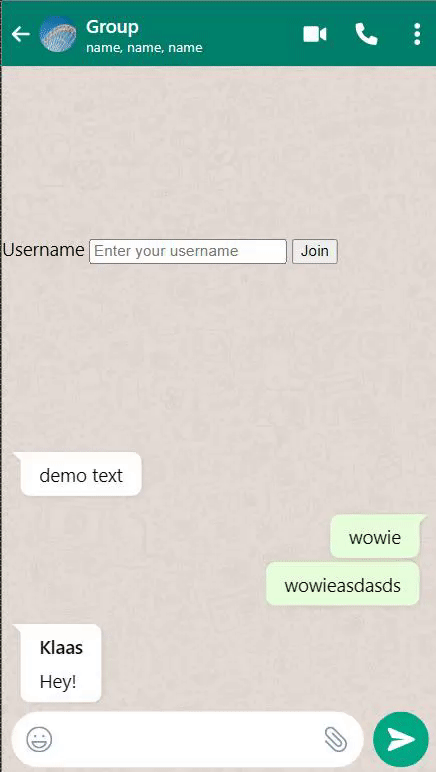 Group
name, name, name
Username Enter your username Join
demo text
wowie
wowieasdasds
Klaas
Hey!